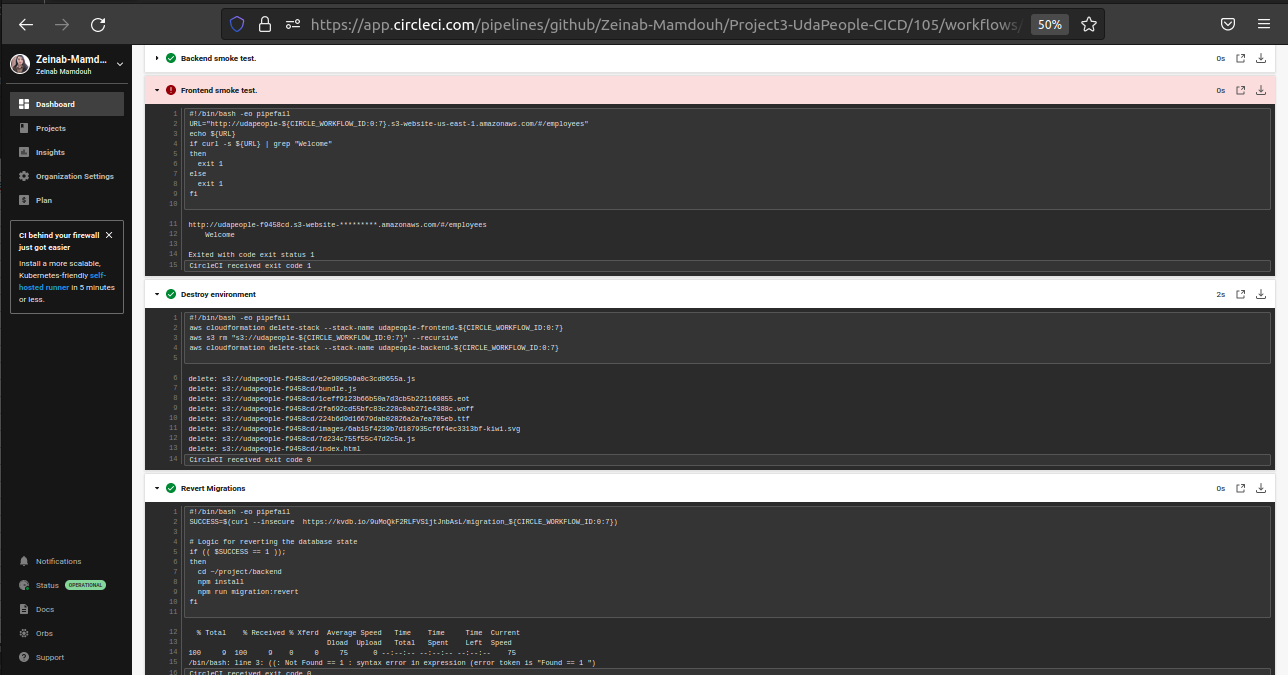 https://app.circleci.com/pipelines/github/Zeinab-Mamdouh/Project3-UdaPeople-CICD/105/workflows/
50%
Zeinab-Mamd...
Zeinab Mamdouh
Dashboard
Projects
Insights
Organization Settings
Plan
CI behind your firewall
just got easier
Install a more scalable,
Kubernetes-friendly self-
hosted runner in 5 minutes
or less.
Notifications
Status OPERATIONAL
Docs
Orbs
Support
Backend smoke test. 0s
Frontend smoke test. 0s
1 #!/bin/bash -eo pipefail
2 URL="http://udapeople-${CIRCLE_WORKFLOW_ID:0:7}.s3-website-us-east-1.amazonaws.com/#/employees"
3 echo ${URL}
4 if curl -s ${URL} | grep "Welcome"
5 then
6 exit 1
7 else
8 exit 1
9 fi
10
11 http://udapeople-f9458cd.s3-website-*********.amazonaws.com/#/employees
12 Welcome
13
14 Exited with code exit status 1
15 CircleCI received exit code 1
Destroy environment 2s
1 #!/bin/bash -eo pipefail
2 aws cloudformation delete-stack --stack-name udapeople-frontend-${CIRCLE_WORKFLOW_ID:0:7}
3 aws s3 rm "s3://udapeople-${CIRCLE_WORKFLOW_ID:0:7}" --recursive
4 aws cloudformation delete-stack --stack-name udapeople-backend-${CIRCLE_WORKFLOW_ID:0:7}
5
6 delete: s3://udapeople-f9458cd/e2e9095b9a0c3cd0655a.js
7 delete: s3://udapeople-f9458cd/bundle.js
8 delete: s3://udapeople-f9458cd/1ceff9123b66b50a7d3cb5b221160855.eot
9 delete: s3://udapeople-f9458cd/2fa692cd55bfc83c228c0ab271e4388c.woff
10 delete: s3://udapeople-f9458cd/224b6d9d16679dab02826a2a7ea705eb.ttf
11 delete: s3://udapeople-f9458cd/images/6ab15f4239b7d187935cf6f4ec3313bf-kiwi.svg
12 delete: s3://udapeople-f9458cd/7d234c755f55c47d2c5a.js
13 delete: s3://udapeople-f9458cd/index.html
14 CircleCI received exit code 0
Revert Migrations 0s
1 #!/bin/bash -eo pipefail
2 SUCCESS=$(curl --insecure https://kvdb.io/9uMoQkF2RLFVS1jtJnbAsL/migration_${CIRCLE_WORKFLOW_ID:0:7})
3
4 # Logic for reverting the database state
5 if (( $SUCCESS == 1 ));
6 then
7 cd ~/project/backend
8 npm install
9 npm run migration:revert
10 fi
11
12 % Total % Received % Xferd Average Speed Time Time Time Current
13 Dload Upload Total Spent Left Speed
14 100 9 100 9 0 0 75 0 --:--:-- --:--:-- --:--:-- 75
15 /bin/bash: line 3: ((: Not Found == 1 : syntax error in expression (error token is "Found == 1 ")
16 CircleCI received exit code 0